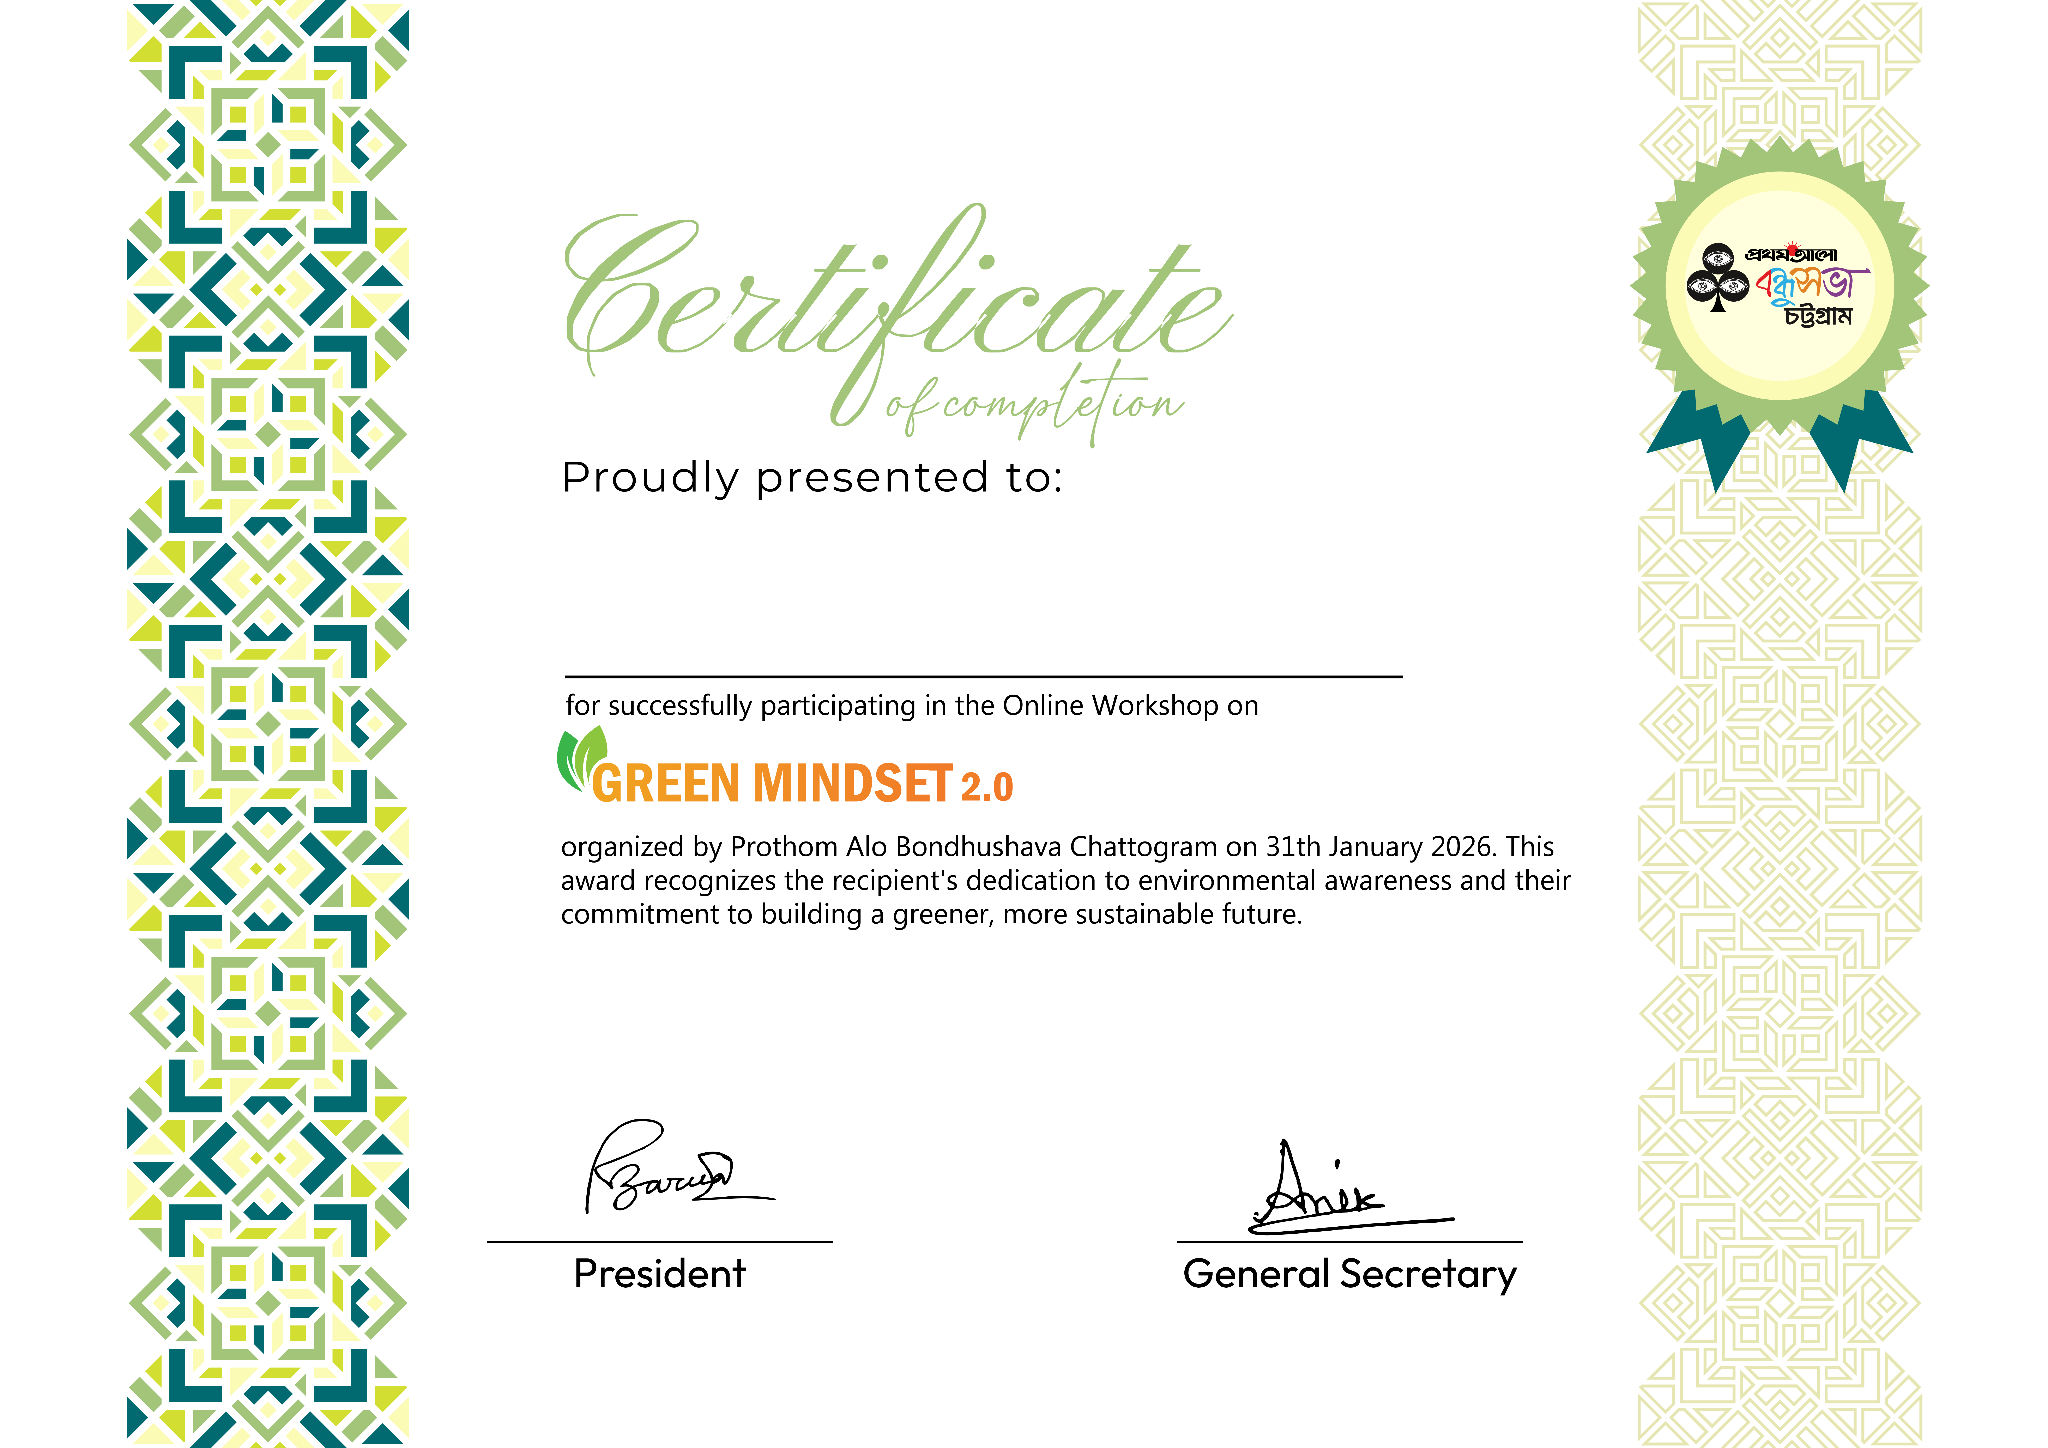 Certificate
of completion
প্রথম আলো
বন্ধুসভা
চট্টগ্রাম
Proudly presented to:
for successfully participating in the Online Workshop on
GREEN MINDSET 2.0
organized by Prothom Alo Bondhushava Chattogram on 31th January 2026. This
award recognizes the recipient's dedication to environmental awareness and their
commitment to building a greener, more sustainable future.
Barua
Anik
President
General Secretary